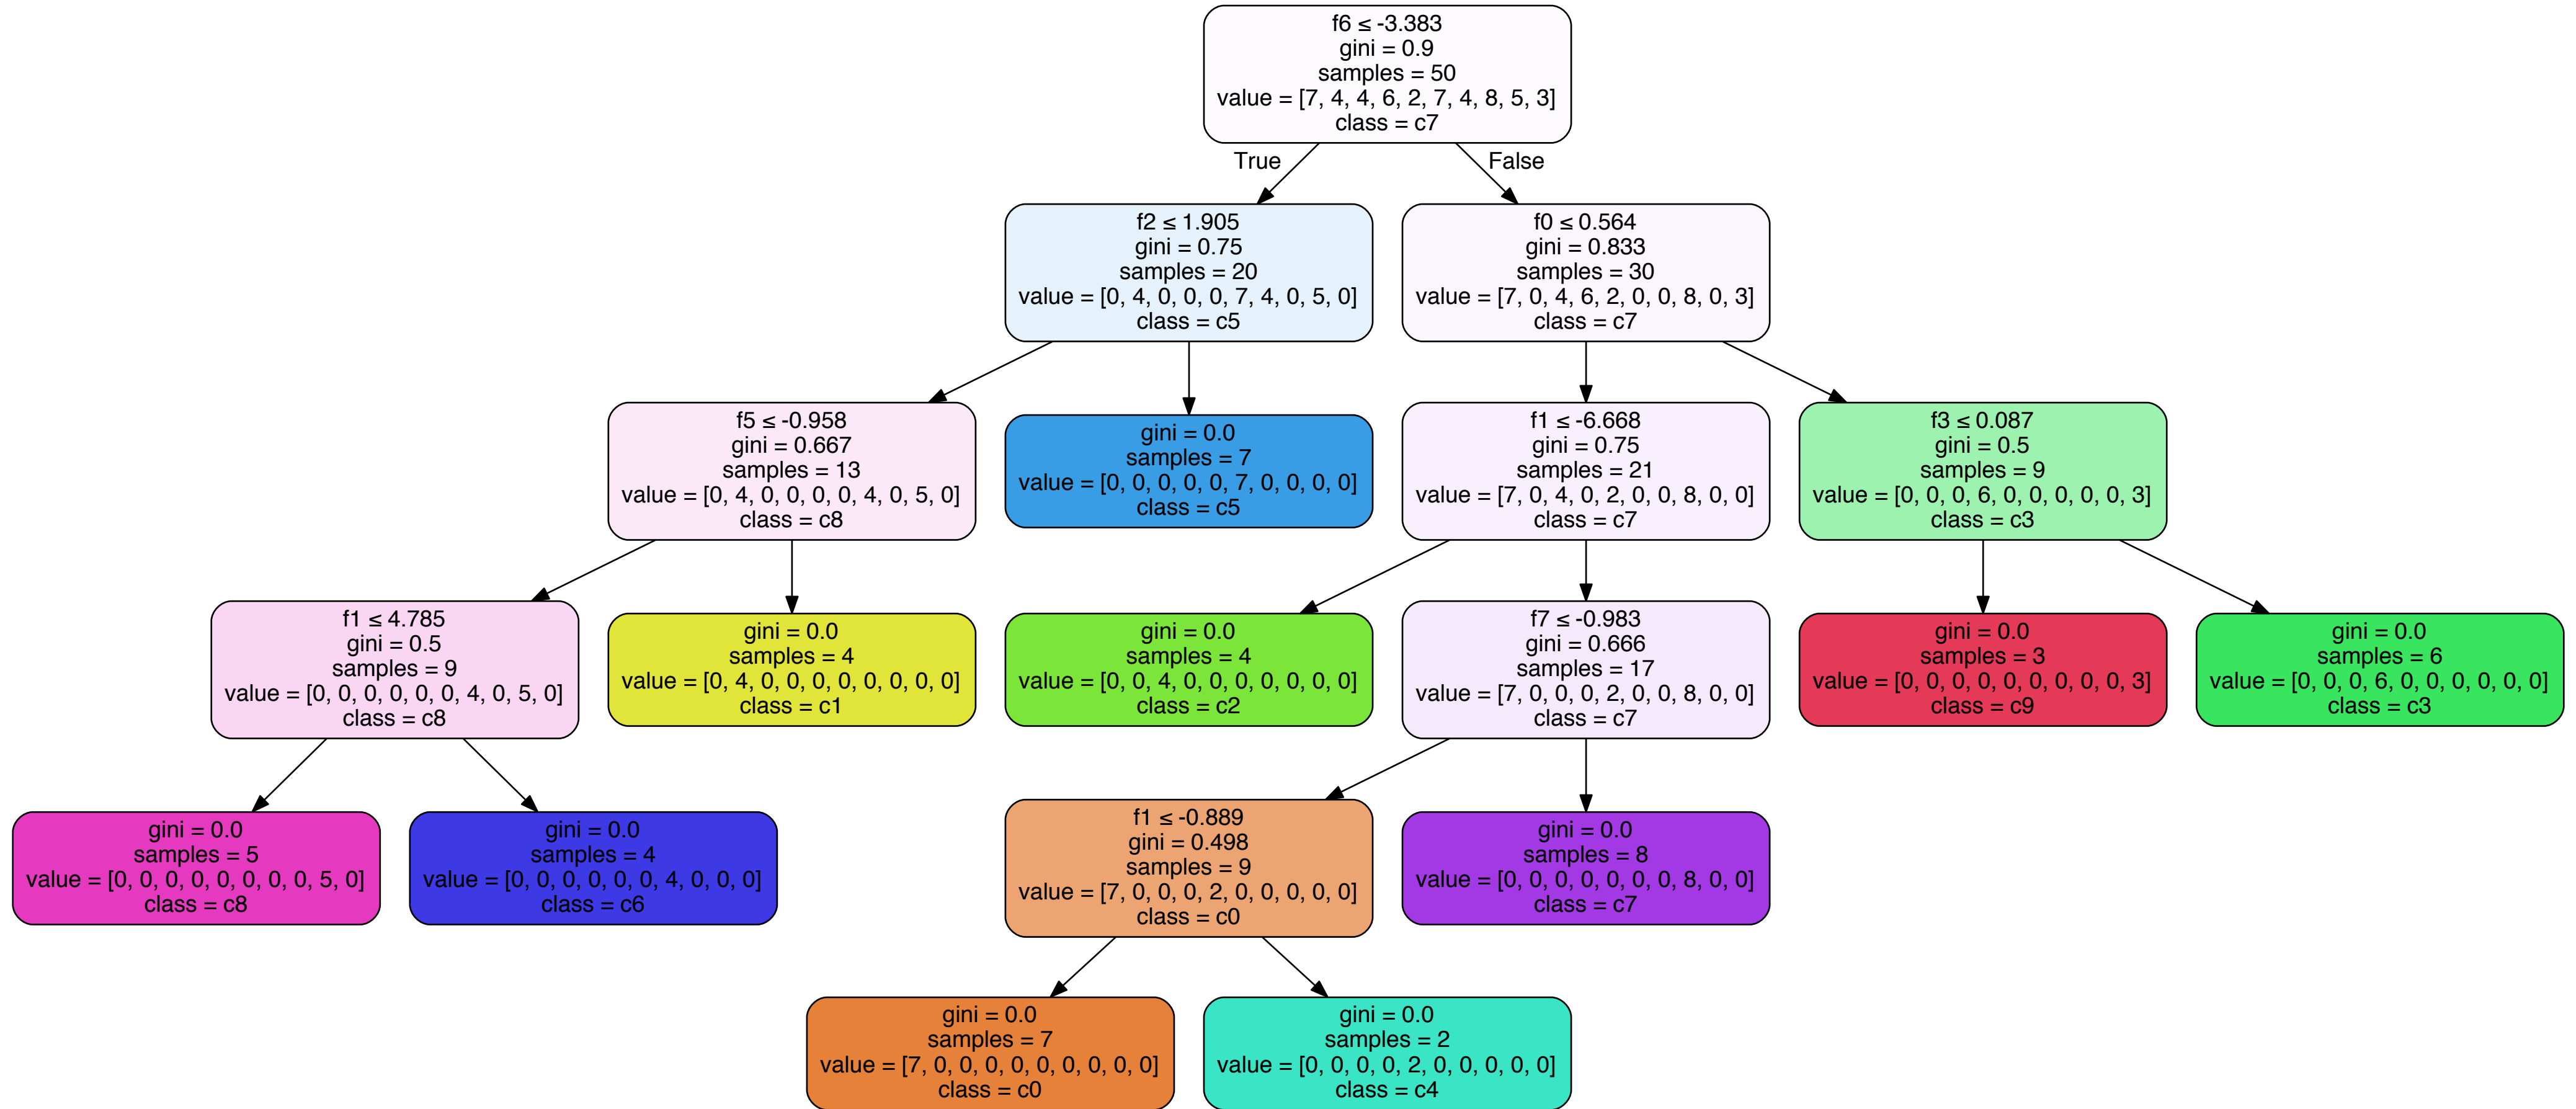 f6 ≤ -3.383
gini = 0.9
samples = 50
value = [7, 4, 4, 6, 2, 7, 4, 8, 5, 3]
class = c7
True
False
f2 ≤ 1.905
gini = 0.75
samples = 20
value = [0, 4, 0, 0, 0, 7, 4, 0, 5, 0]
class = c5
f0 ≤ 0.564
gini = 0.833
samples = 30
value = [7, 0, 4, 6, 2, 0, 0, 8, 0, 3]
class = c7
f5 ≤ -0.958
gini = 0.667
samples = 13
value = [0, 4, 0, 0, 0, 0, 4, 0, 5, 0]
class = c8
gini = 0.0
samples = 7
value = [0, 0, 0, 0, 0, 7, 0, 0, 0, 0]
class = c5
f1 ≤ -6.668
gini = 0.75
samples = 21
value = [7, 0, 4, 0, 2, 0, 0, 8, 0, 0]
class = c7
f3 ≤ 0.087
gini = 0.5
samples = 9
value = [0, 0, 0, 6, 0, 0, 0, 0, 0, 3]
class = c3
f1 ≤ 4.785
gini = 0.5
samples = 9
value = [0, 0, 0, 0, 0, 0, 4, 0, 5, 0]
class = c8
gini = 0.0
samples = 4
value = [0, 4, 0, 0, 0, 0, 0, 0, 0, 0]
class = c1
gini = 0.0
samples = 4
value = [0, 0, 4, 0, 0, 0, 0, 0, 0, 0]
class = c2
f7 ≤ -0.983
gini = 0.666
samples = 17
value = [7, 0, 0, 0, 2, 0, 0, 8, 0, 0]
class = c7
gini = 0.0
samples = 3
value = [0, 0, 0, 0, 0, 0, 0, 0, 0, 3]
class = c9
gini = 0.0
samples = 6
value = [0, 0, 0, 6, 0, 0, 0, 0, 0, 0]
class = c3
gini = 0.0
samples = 5
value = [0, 0, 0, 0, 0, 0, 0, 0, 5, 0]
class = c8
gini = 0.0
samples = 4
value = [0, 0, 0, 0, 0, 0, 4, 0, 0, 0]
class = c6
f1 ≤ -0.889
gini = 0.498
samples = 9
value = [7, 0, 0, 0, 2, 0, 0, 0, 0, 0]
class = c0
gini = 0.0
samples = 8
value = [0, 0, 0, 0, 0, 0, 0, 8, 0, 0]
class = c7
gini = 0.0
samples = 7
value = [7, 0, 0, 0, 0, 0, 0, 0, 0, 0]
class = c0
gini = 0.0
samples = 2
value = [0, 0, 0, 0, 2, 0, 0, 0, 0, 0]
class = c4